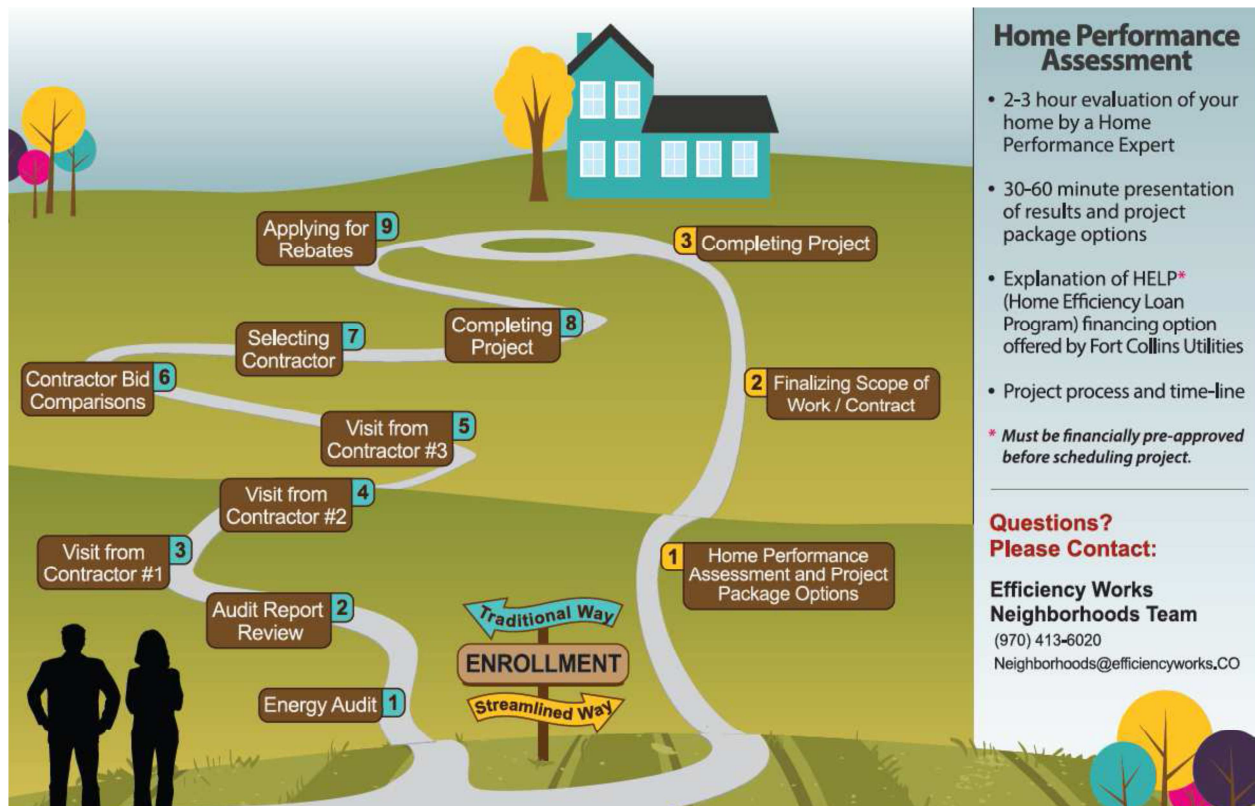 Applying for
Rebates
9
3
Completing Project
Completing
Project
8
Selecting
Contractor
7
Contractor Bid
Comparisons
6
2
Finalizing Scope of
Work / Contract
Visit from
Contractor #3
5
Visit from
Contractor #2
4
Visit from
Contractor #1
3
1
Home Performance
Assessment and Project
Package Options
Audit Report
Review
2
Traditional Way
ENROLLMENT
Streamlined Way
Energy Audit
1
Home Performance
Assessment
• 2-3 hour evaluation of your
home by a Home
Performance Expert
• 30-60 minute presentation
of results and project
package options
• Explanation of HELP*
(Home Efficiency Loan
Program) financing option
offered by Fort Collins Utilities
• Project process and time-line
* Must be financially pre-approved
before scheduling project.
Questions?
Please Contact:
Efficiency Works
Neighborhoods Team
(970) 413-6020
Neighborhoods@efficiencyworks.CO